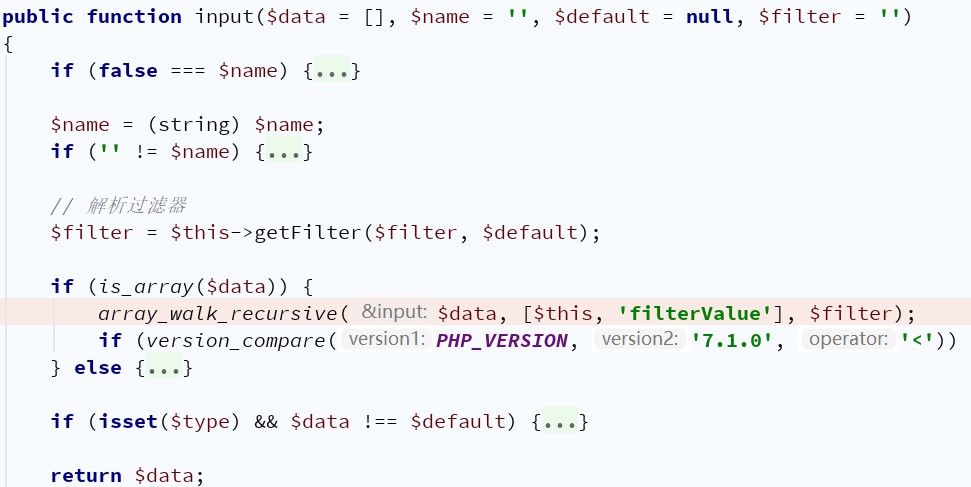 public function input($data = [], $name = '', $default = null, $filter = '')
{
if (false === $name) {...}
$name = (string) $name;
if ('' != $name) {...}
// 解析过滤器
$filter = $this->getFilter($filter, $default);
if (is_array($data)) {
array_walk_recursive( &input: $data, [$this, 'filterValue'], $filter);
if (version_compare( version1: PHP_VERSION, version2: '7.1.0', operator: '<'))
} else {...}
if (isset($type) && $data !== $default) {...}
return $data;